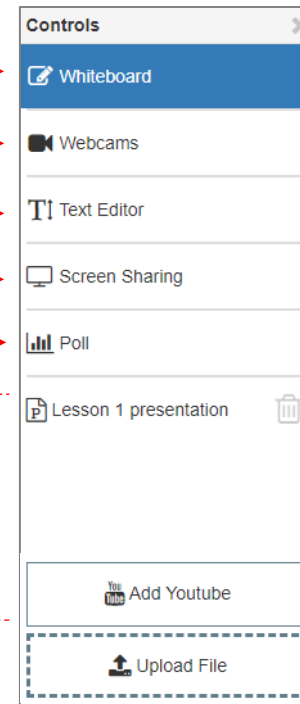 Controls
Whiteboard
Webcams
Text Editor
Screen Sharing
Poll
Lesson 1 presentation
Add Youtube
Upload File